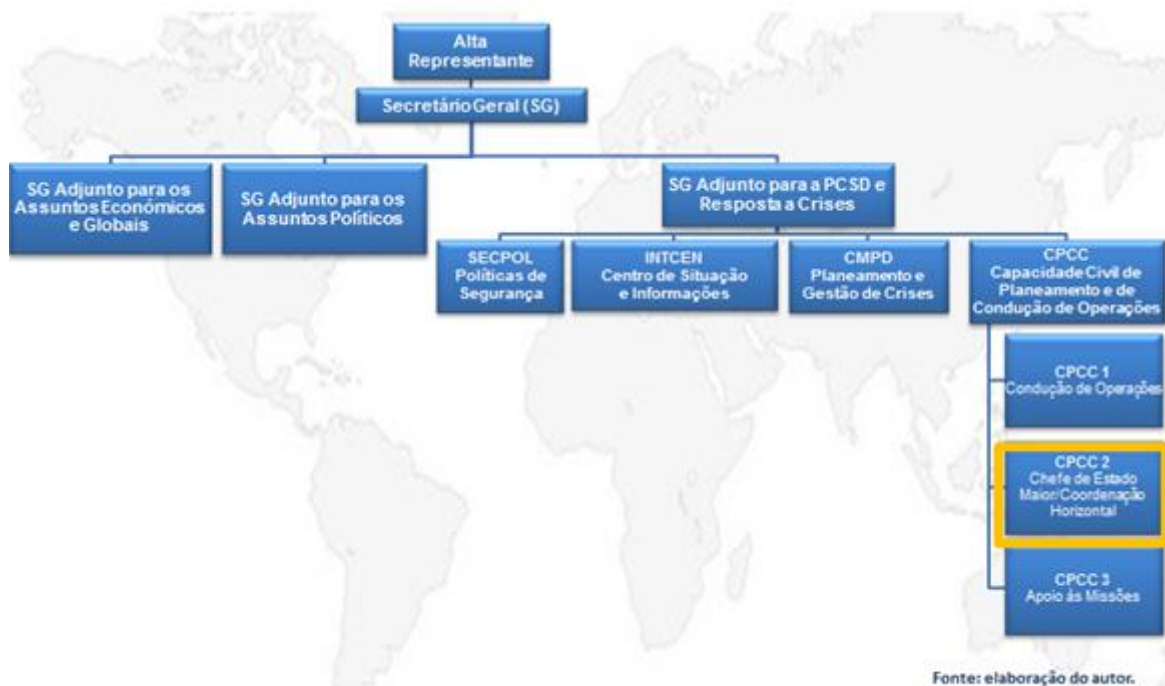 Alta
Representante
Secretário Geral (SG)
SG Adjunto para os
Assuntos Económicos
e Globais
SG Adjunto para os
Assuntos Políticos
SG Adjunto para a PCSD e
Resposta a Crises
SECPOL
Políticas de
Segurança
INTCEN
Centro de Situação
e Informações
CMPD
Planeamento e
Gestão de Crises
CPCC
Capacidade Civil de
Planeamento e de
Condução de Operações
CPCC 1
Condução de Operações
CPCC 2
Chefe de Estado
Maior/Coordenação
Horizontal
CPCC 3
Apoio ás Missões
Fonte: elaboração do autor.